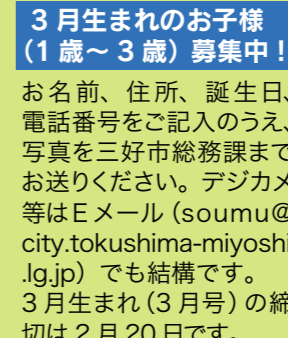 3月生まれのお子様
(1歳~3歳)募集中!
お名前、住所、誕生日、
電話番号をご記入のうえ、
写真を三好市総務課まで
お送りください。デジカメ
等はEメール(soumu@
city.tokushima-miyoshi
.lg.jp)でも結構です。
3月生まれ(3月号)の締
切は2月20日です。